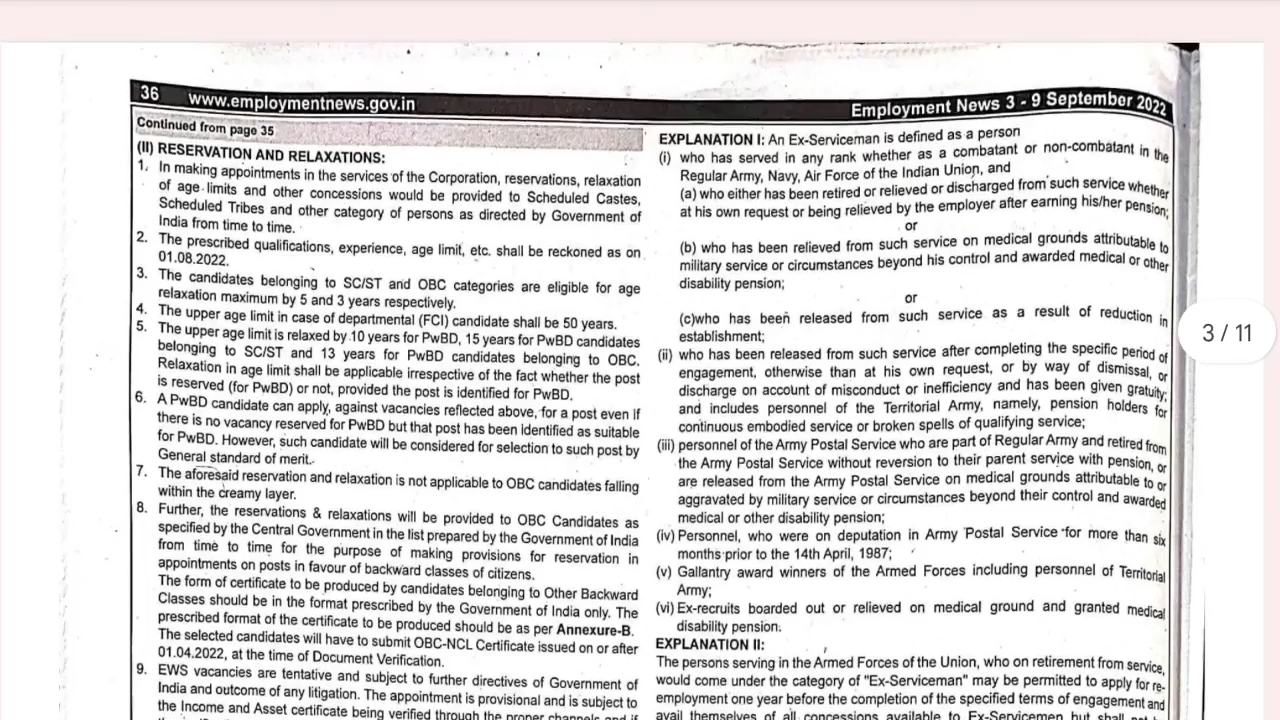 36 www.employmentnews.gov.in
Employment News 3 - 9 September 2022
Continued from page 35
(II) RESERVATION AND RELAXATIONS:
1. In making appointments in the services of the Corporation, reservations, relaxation
of age limits and other concessions would be provided to Scheduled Castes,
Scheduled Tribes and other category of persons as directed by Government of
India from time to time.
2. The prescribed qualifications, experience, age limit, etc. shall be reckoned as on
01.08.2022.
3. The candidates belonging to SC/ST and OBC categories are eligible for age
relaxation maximum by 5 and 3 years respectively.
4. The upper age limit in case of departmental (FCI) candidate shall be 50 years.
5. The upper age limit is relaxed by 10 years for PwBD, 15 years for PwBD candidates
belonging to SC/ST and 13 years for PwBD candidates belonging to OBC.
Relaxation in age limit shall be applicable irrespective of the fact whether the post
is reserved (for PwBD) or not, provided the post is identified for PwBD.
6. A PwBD candidate can apply, against vacancies reflected above, for a post even if
there is no vacancy reserved for PwBD but that post has been identified as suitable
for PwBD. However, such candidate will be considered for selection to such post by
General standard of merit.
7. The aforesaid reservation and relaxation is not applicable to OBC candidates falling
within the creamy layer.
8. Further, the reservations & relaxations will be provided to OBC Candidates as
specified by the Central Government in the list prepared by the Government of India
from time to time for the purpose of making provisions for reservation in
appointments on posts in favour of backward classes of citizens.
The form of certificate to be produced by candidates belonging to Other Backward
Classes should be in the format prescribed by the Government of India only. The
prescribed format of the certificate to be produced should be as per Annexure-B.
The selected candidates will have to submit OBC-NCL Certificate issued on or after
01.04.2022, at the time of Document Verification.
9. EWS vacancies are tentative and subject to further directives of Government of
India and outcome of any litigation. The appointment is provisional and is subject to
the Income and Asset certificate being verified through the proper channels and if
EXPLANATION I: An Ex-Serviceman is defined as a person
(i) who has served in any rank whether as a combatant or non-combatant in the
Regular Army, Navy, Air Force of the Indian Union, and
(a) who either has been retired or relieved or discharged from such service whether
at his own request or being relieved by the employer after earning his/her pension;
or
(b) who has been relieved from such service on medical grounds attributable to
military service or circumstances beyond his control and awarded medical or other
disability pension;
or
(c)who has been released from such service as a result of reduction in
establishment;
(ii) who has been released from such service after completing the specific period of
engagement, otherwise than at his own request, or by way of dismissal, or
discharge on account of misconduct or inefficiency and has been given gratuity;
and includes personnel of the Territorial Army, namely, pension holders for
continuous embodied service or broken spells of qualifying service;
(iii) personnel of the Army Postal Service who are part of Regular Army and retired from
the Army Postal Service without reversion to their parent service with pension, or
are released from the Army Postal Service on medical grounds attributable to or
aggravated by military service or circumstances beyond their control and awarded
medical or other disability pension;
(iv) Personnel, who were on deputation in Army Postal Service for more than six
months prior to the 14th April, 1987;
(v) Gallantry award winners of the Armed Forces including personnel of Territorial
Army;
(vi) Ex-recruits boarded out or relieved on medical ground and granted medical
disability pension.
EXPLANATION II:
The persons serving in the Armed Forces of the Union, who on retirement from service,
would come under the category of "Ex-Serviceman" may be permitted to apply for re-
employment one year before the completion of the specified terms of engagement and
avail themselves of all concessions available to Ex-Servicemen but shall not
3 / 11